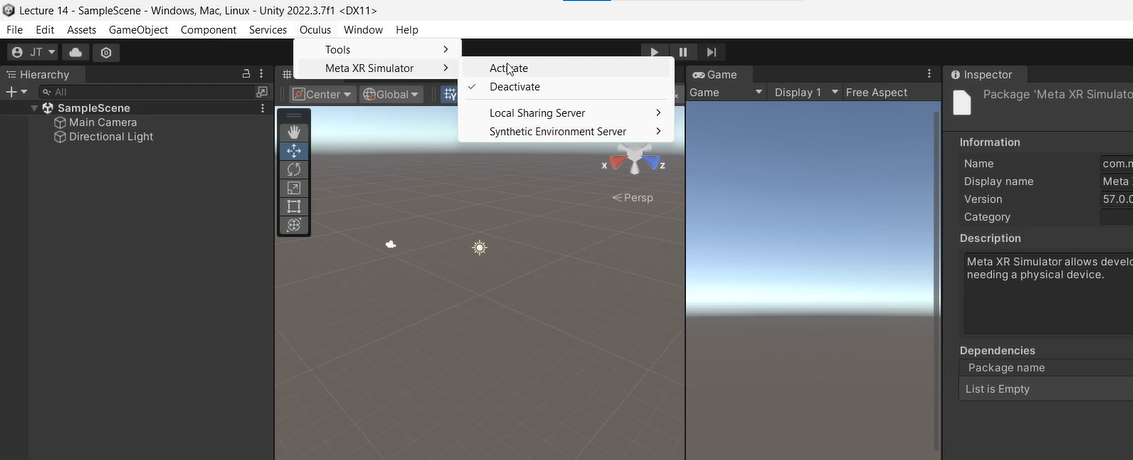 Lecture 14 - SampleScene - Windows, Mac, Linux - Unity 2022.3.7f1 <DX11>
File Edit Assets GameObject Component Services Oculus Window Help
JT
Tools
Meta XR Simulator
Activate
Deactivate
Local Sharing Server
Synthetic Environment Server
Hierarchy
All
SampleScene
Main Camera
Directional Light
Center
Global
x
z
Persp
Game
Game Display 1 Free Aspect
Inspector
Package 'Meta XR Simulato
Information
Name com.m
Display name Meta
Version 57.0.0
Category
Description
Meta XR Simulator allows develo
needing a physical device.
Dependencies
Package name
List is Empty